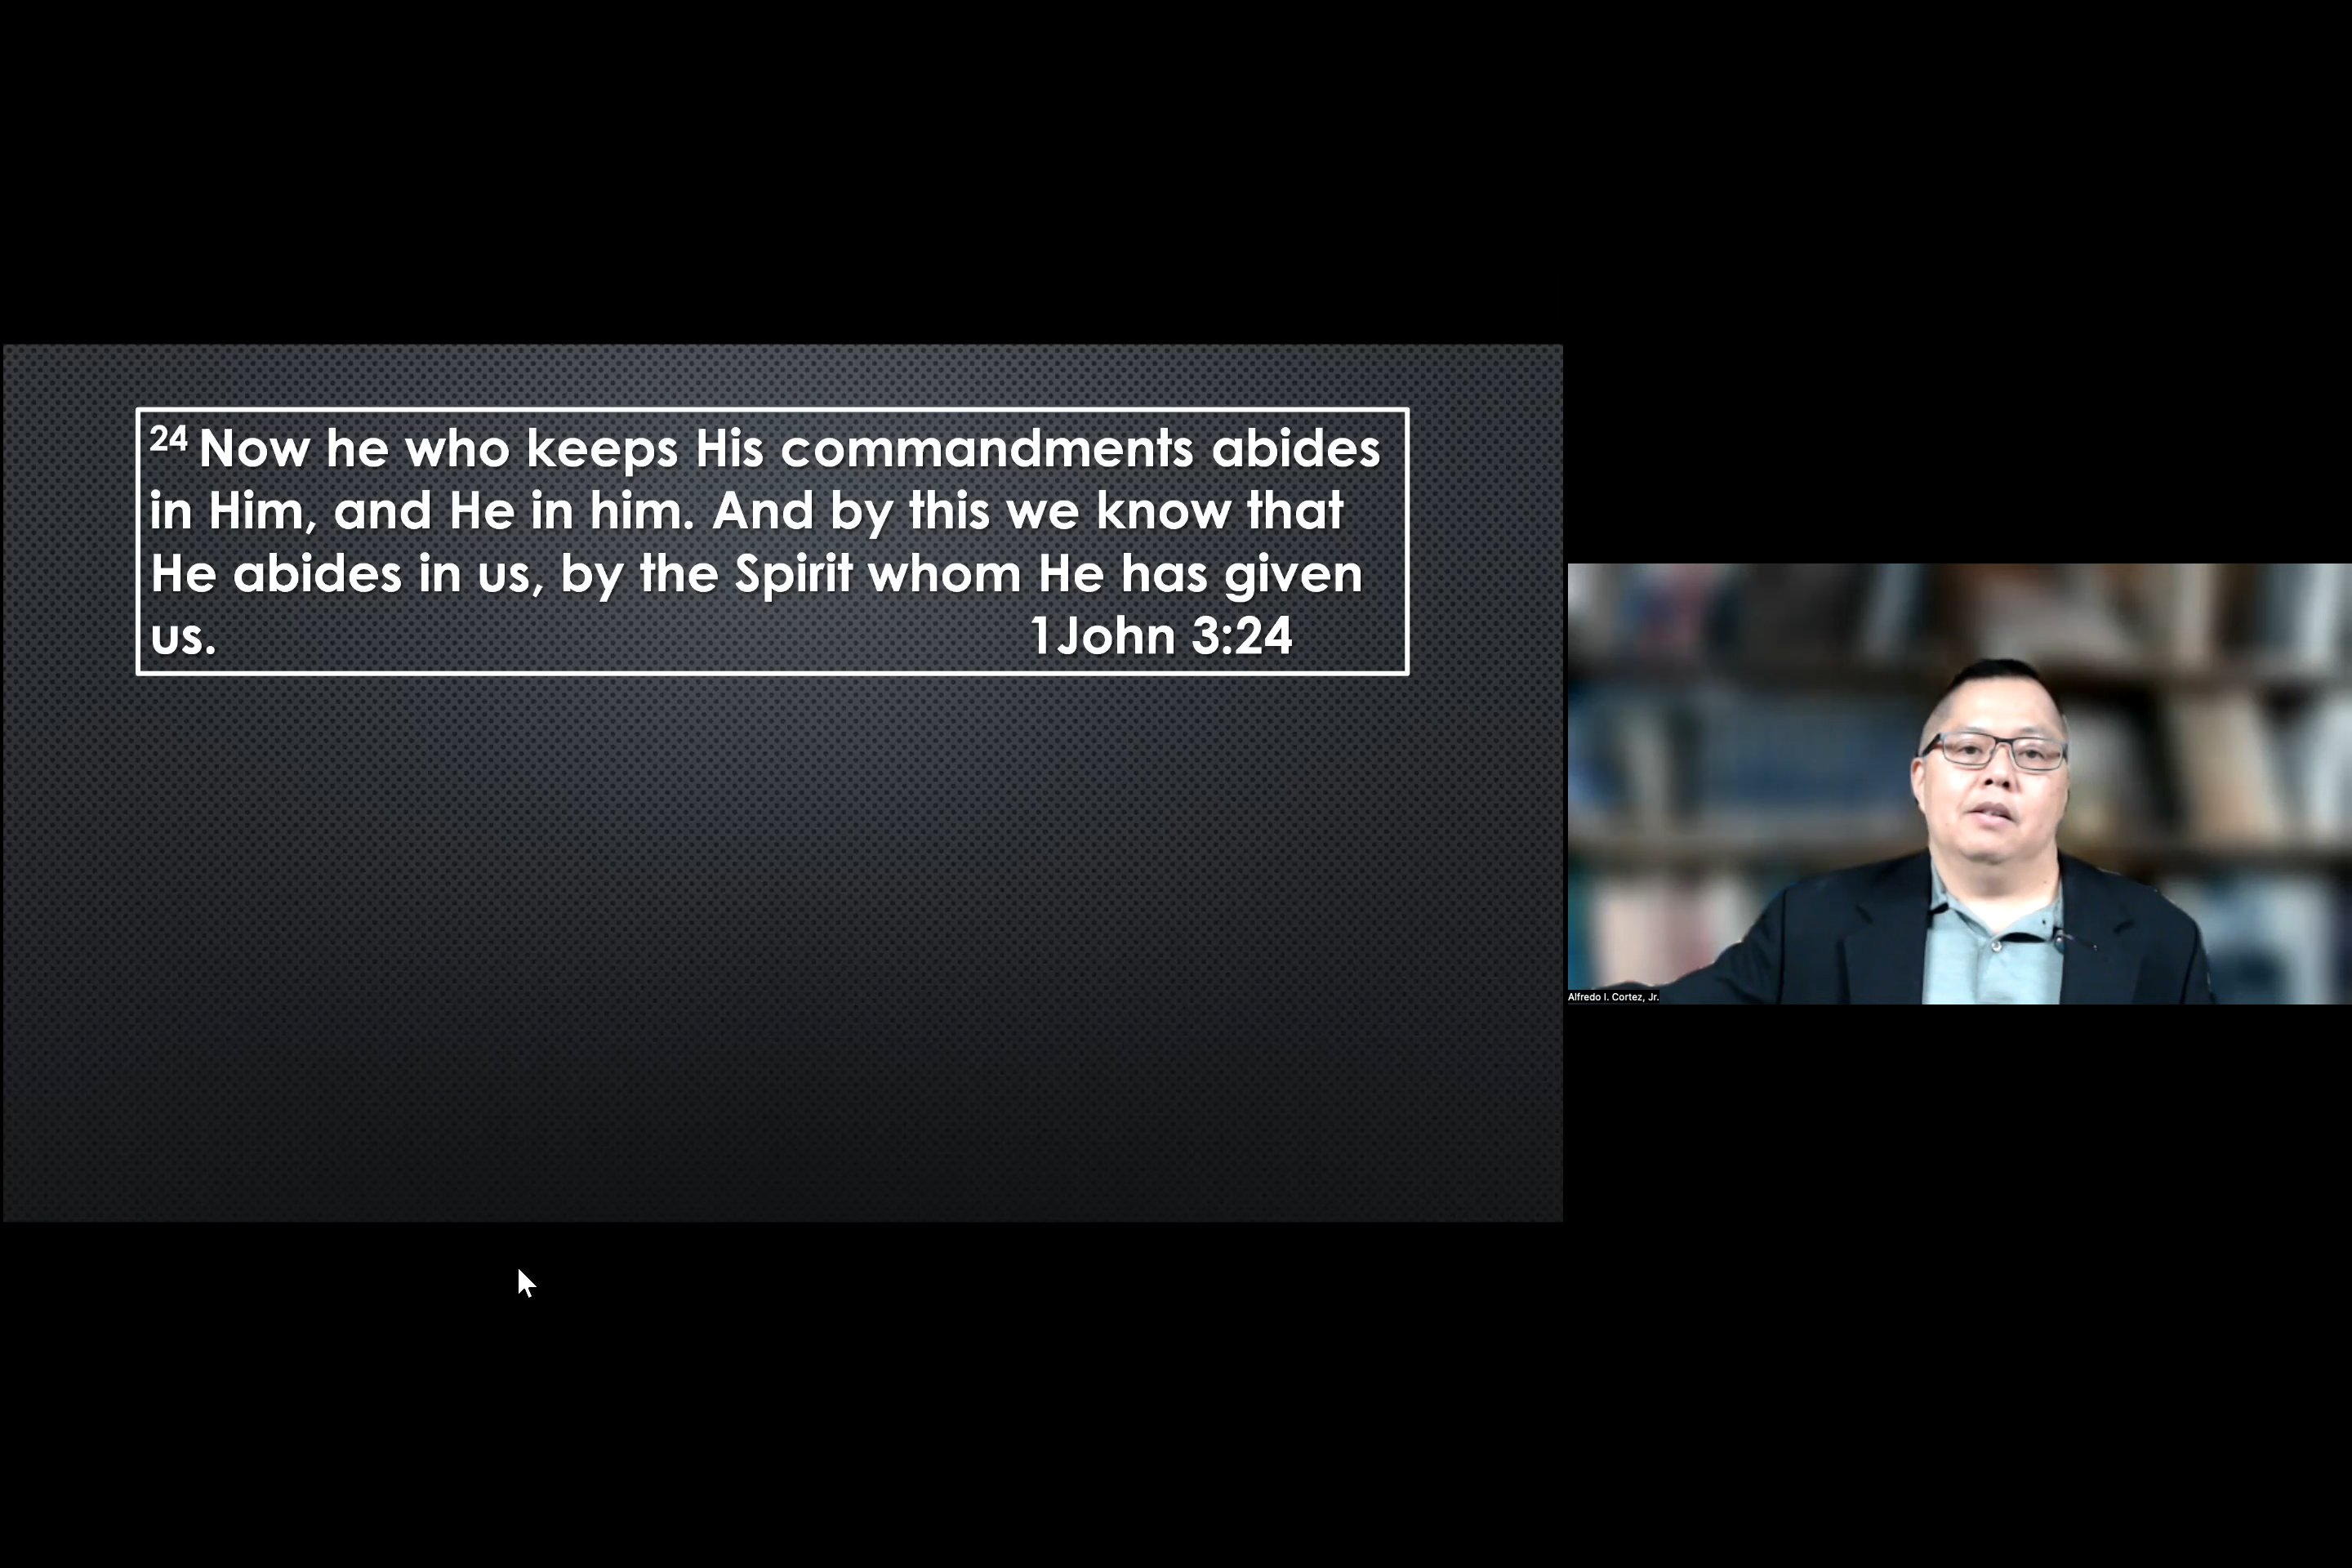 24 Now he who keeps His commandments abides
in Him, and He in him. And by this we know that
He abides in us, by the Spirit whom He has given
us. 1John 3:24
Alfredo I. Cortez, Jr.